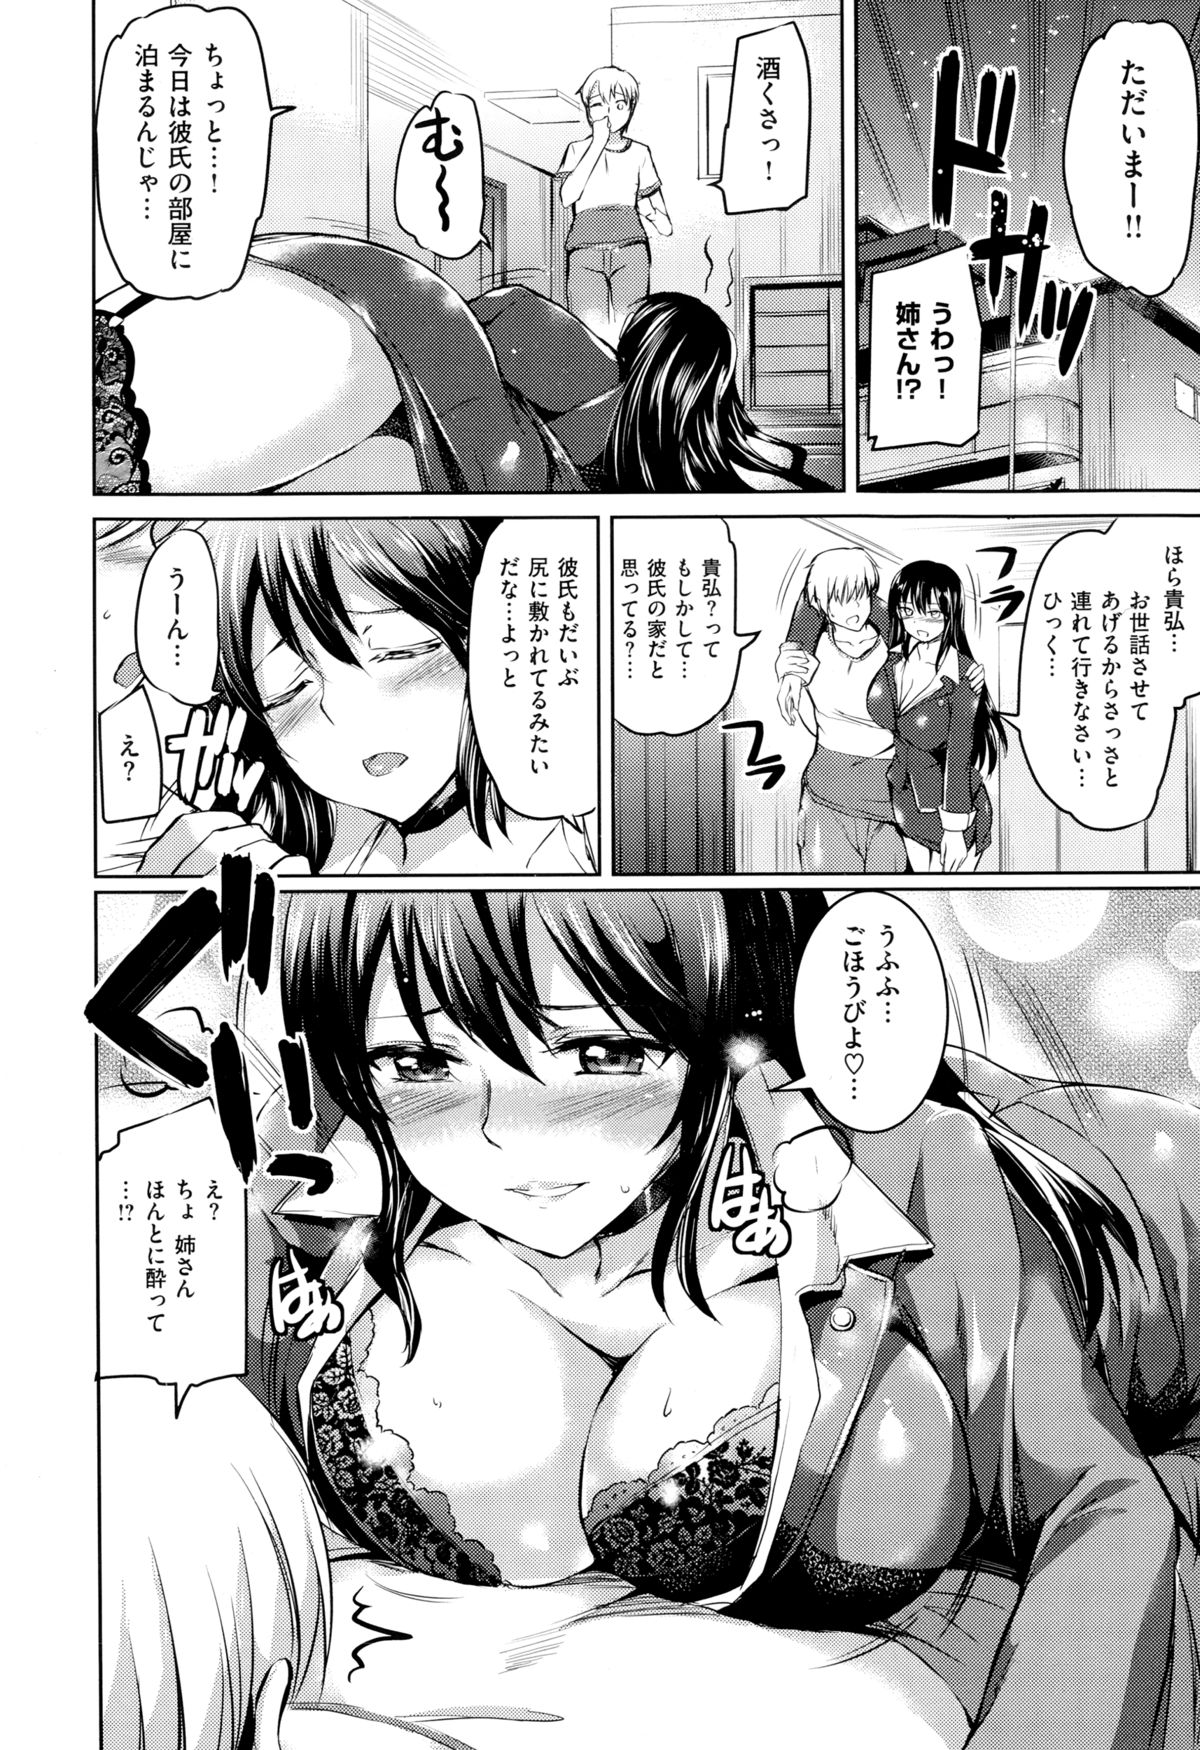 ただいまー!!
ドドドッ
うわっ!
姉さん!?
酒くさっ!
む〜
ちょっと…!
今日は彼氏の部屋に
泊まるんじゃ…
ほら貴弘…
お世話させて
あげるからさっさと
連れて行きなさい…
ひっく…
貴弘?って
もしかして…
彼氏の家だと
思ってる?…
彼氏もだいぶ
尻に敷かれてるみたい
だな…よっと
うーん…
え?
ガバ
うふふ…
ごほうびよ♡…
ぐいっ
はぁ
はぁ
え?
ちょ 姉さん
ほんとに酔って
…!?